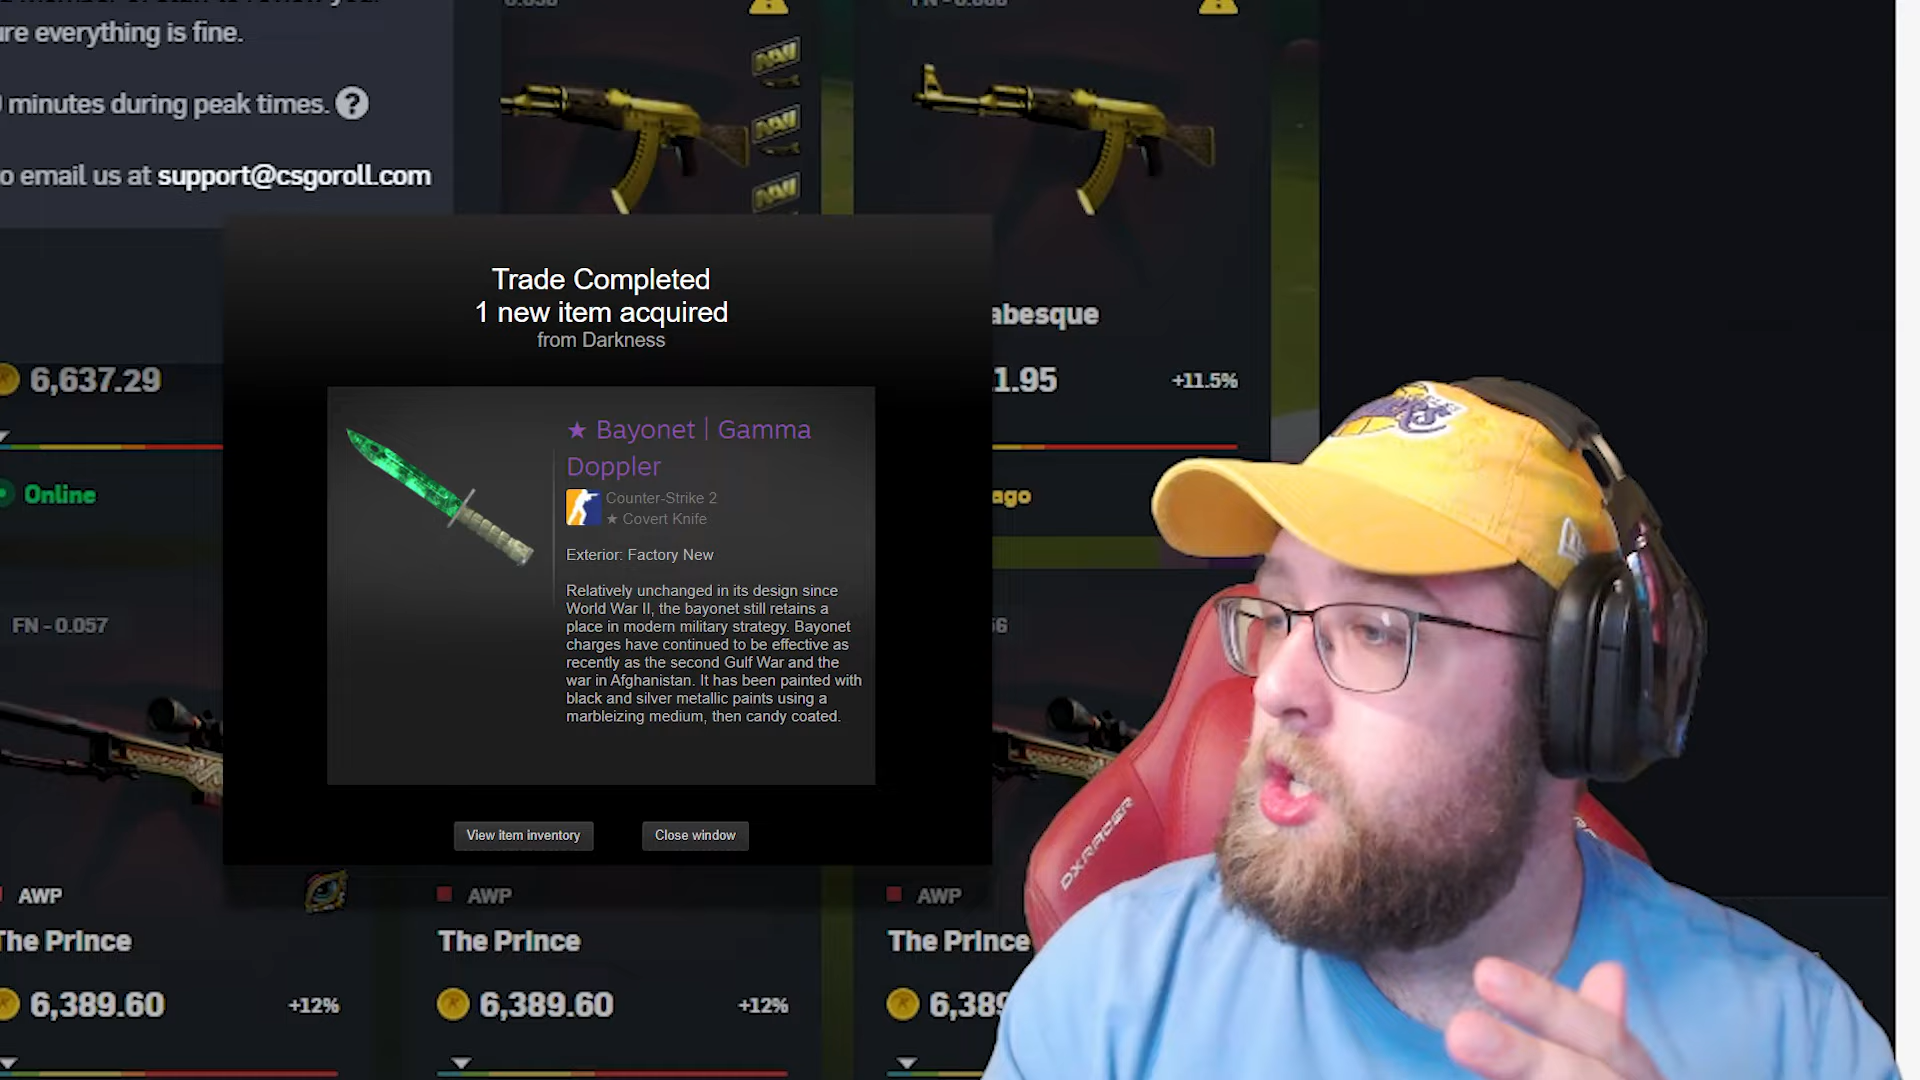 ure everything is fine.
minutes during peak times. ?
o email us at support@csgoroll.com
Trade Completed
1 new item acquired
from Darkness
abesque
6,637.29
1.95
+11.5%
★ Bayonet | Gamma
Doppler
Counter-Strike 2
★ Covert Knife
Online
ago
Exterior: Factory New
Relatively unchanged in its design since
World War II, the bayonet still retains a
place in modern military strategy. Bayonet
charges have continued to be effective as
recently as the second Gulf War and the
war in Afghanistan. It has been painted with
black and silver metallic paints using a
marbleizing medium, then candy coated.
FN - 0.057
View item inventory
Close window
DXRACER
AWP
AWP
AWP
The Prince
The Prince
The Prince
6,389.60
+12%
6,389.60
+12%
6,389